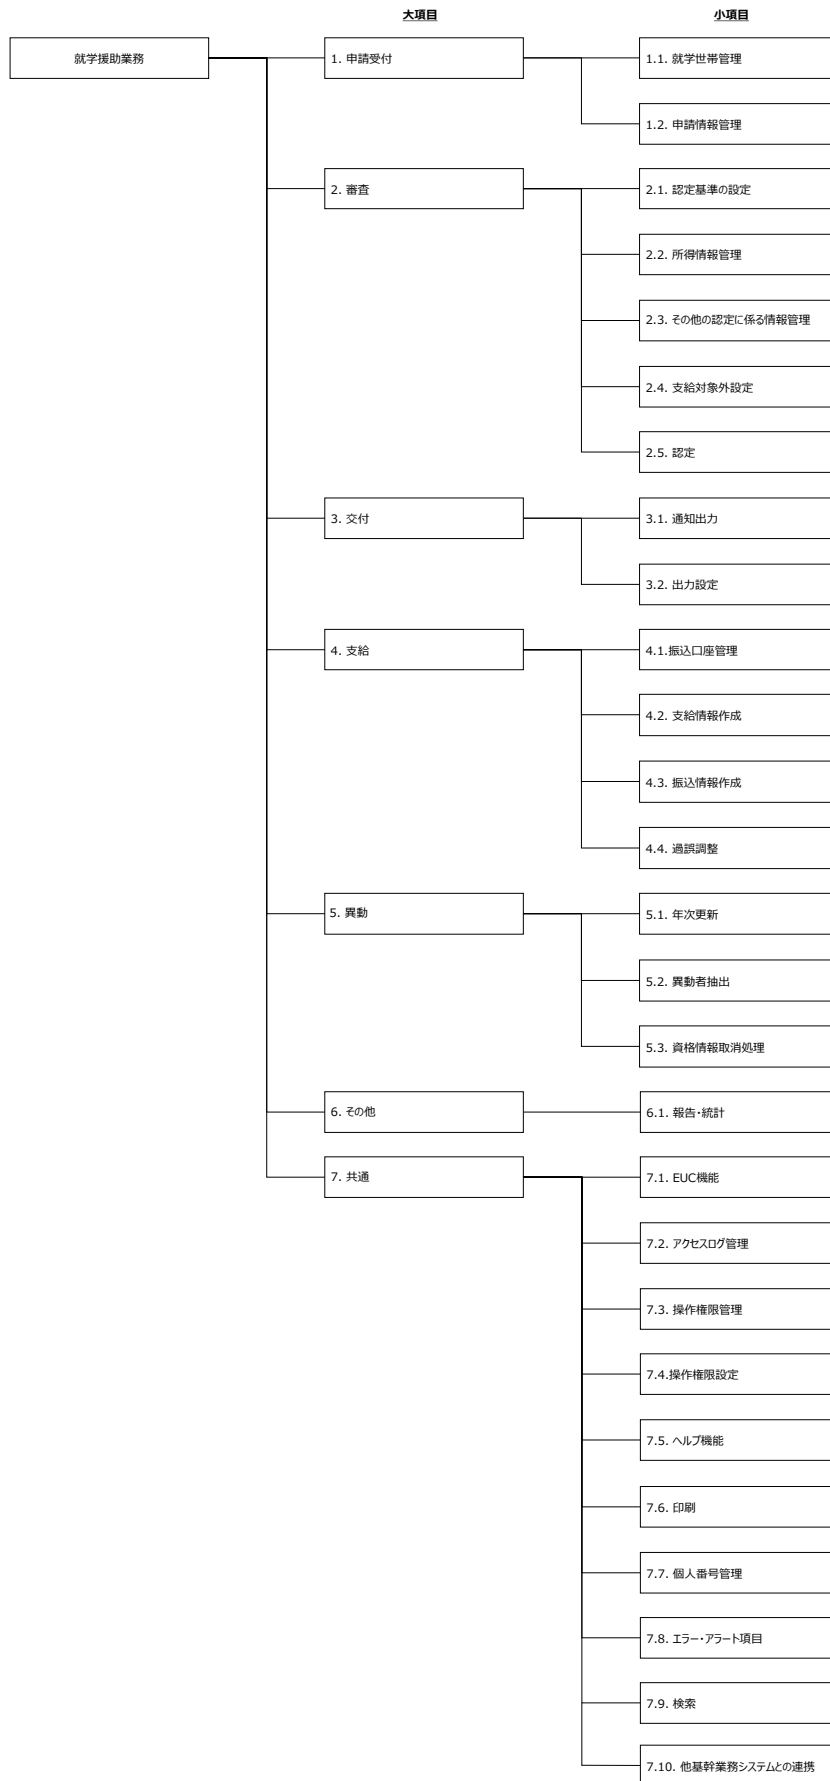 大項目
小項目
就学援助業務
1. 申請受付
1.1. 就学世帯管理
1.2. 申請情報管理
2. 審査
2.1. 認定基準の設定
2.2. 所得情報管理
2.3. その他の認定に係る情報管理
2.4. 支給対象外設定
2.5. 認定
3. 交付
3.1. 通知出力
3.2. 出力設定
4. 支給
4.1.振込口座管理
4.2. 支給情報作成
4.3. 振込情報作成
4.4. 過誤調整
5. 異動
5.1. 年次更新
5.2. 異動者抽出
5.3. 資格情報取消処理
6. その他
6.1. 報告・統計
7. 共通
7.1. EUC機能
7.2. アクセスログ管理
7.3. 操作権限管理
7.4.操作権限設定
7.5. ヘルプ機能
7.6. 印刷
7.7. 個人番号管理
7.8. エラー・アラート項目
7.9. 検索
7.10. 他基幹業務システムとの連携